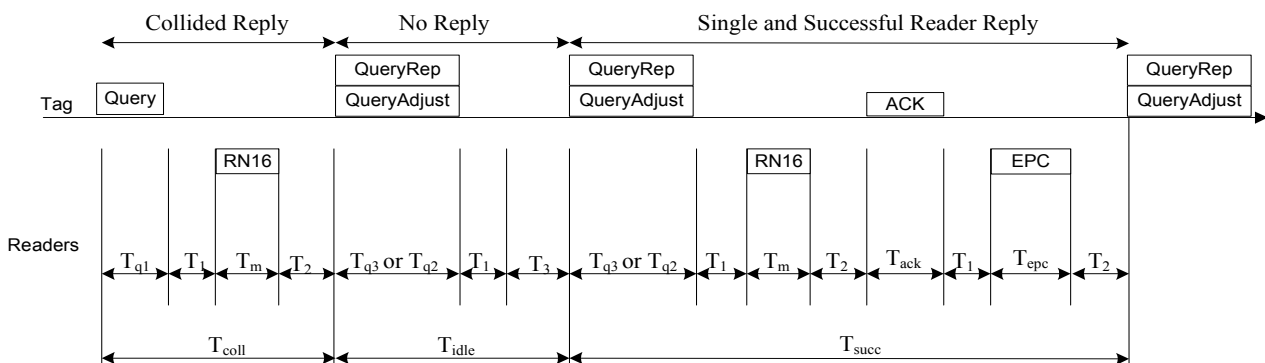 Collided Reply No Reply Single and Successful Reader Reply
QueryRep QueryRep QueryRep
Tag Query QueryAdjust QueryAdjust ACK QueryAdjust
RN16 RN16 EPC
Readers
Tq1 T1 Tm T2 Tq3 or Tq2 T1 T3 Tq3 or Tq2 T1 Tm T2 Tack T1 Tepc T2
Tcoll Tidle Tsucc